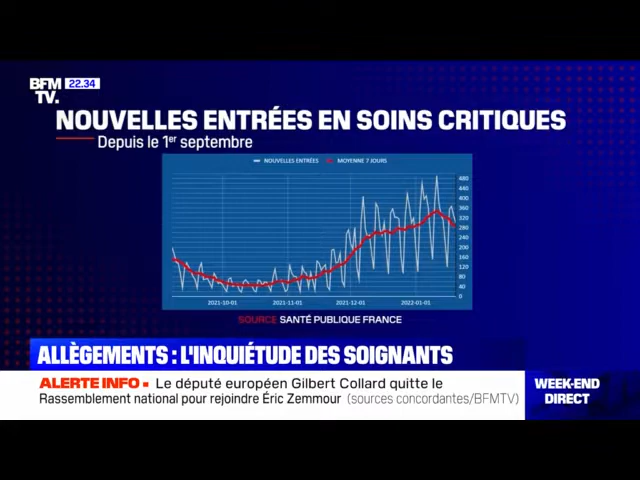 BFM
TV.
22.34
NOUVELLES ENTRÉES EN SOINS CRITIQUES
Depuis le 1er septembre
NOUVELLES ENTRÉES
MOYENNE 7 JOURS
480
440
400
360
320
280
240
200
160
120
80
40
0
2021-10-01
2021-11-01
2021-12-01
2022-01-01
SOURCE SANTÉ PUBLIQUE FRANCE
ALLÈGEMENTS : L'INQUIÉTUDE DES SOIGNANTS
ALERTE INFO Le député européen Gilbert Collard quitte le
Rassemblement national pour rejoindre Éric Zemmour (sources concordantes/BFMTV)
WEEK-END
DIRECT